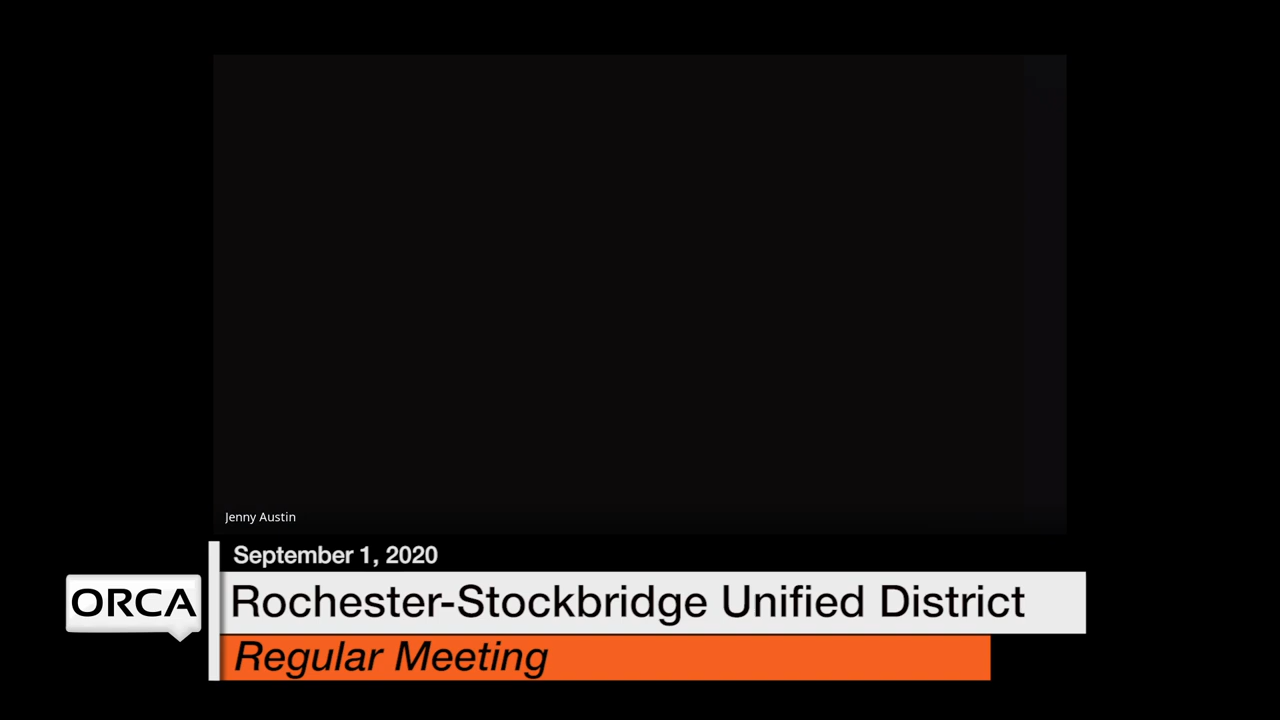 Jenny Austin
September 1, 2020
ORCA
Rochester-Stockbridge Unified District
Regular Meeting